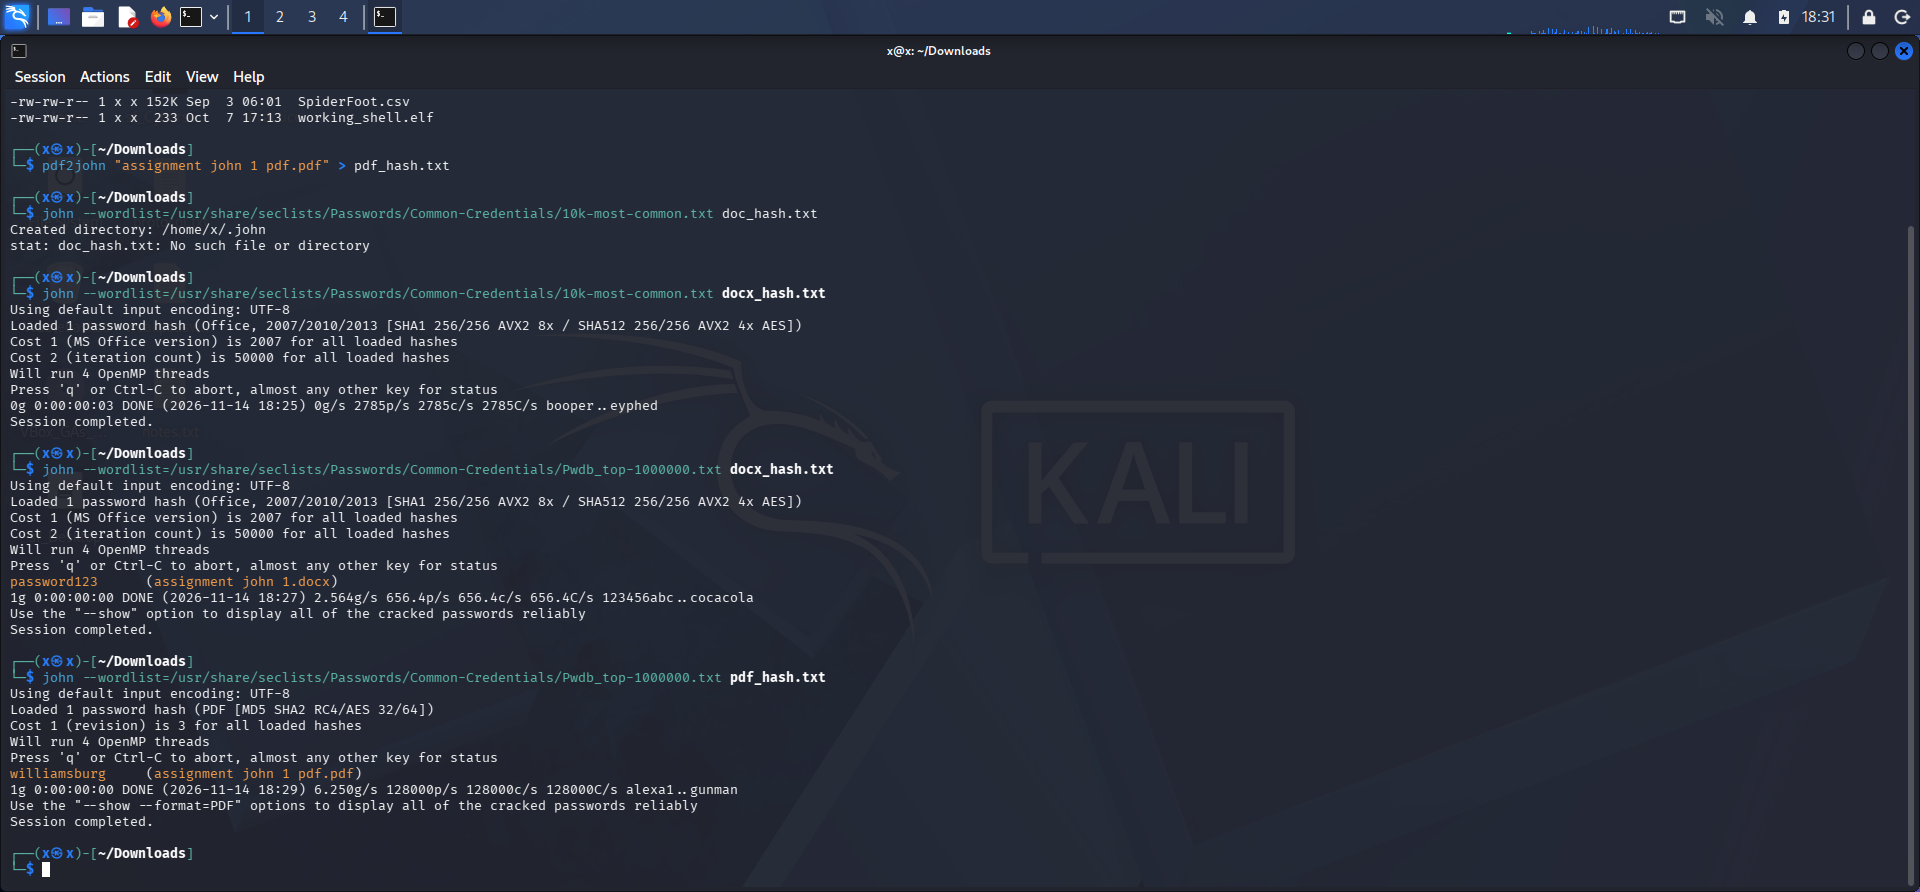 1 2 3 4 18:31
x@x: ~/Downloads
Session Actions Edit View Help
-rw-rw-r-- 1 x x 152K Sep  3 06:01  SpiderFoot.csv
-rw-rw-r-- 1 x x  233 Oct  7 17:13  working_shell.elf
┌──(x㉿x)-[~/Downloads]
└─$ pdf2john "assignment john 1 pdf.pdf" > pdf_hash.txt
┌──(x㉿x)-[~/Downloads]
└─$ john --wordlist=/usr/share/seclists/Passwords/Common-Credentials/10k-most-common.txt doc_hash.txt
Created directory: /home/x/.john
stat: doc_hash.txt: No such file or directory
┌──(x㉿x)-[~/Downloads]
└─$ john --wordlist=/usr/share/seclists/Passwords/Common-Credentials/10k-most-common.txt docx_hash.txt
Using default input encoding: UTF-8
Loaded 1 password hash (Office, 2007/2010/2013 [SHA1 256/256 AVX2 8x / SHA512 256/256 AVX2 4x AES])
Cost 1 (MS Office version) is 2007 for all loaded hashes
Cost 2 (iteration count) is 50000 for all loaded hashes
Will run 4 OpenMP threads
Press 'q' or Ctrl-C to abort, almost any other key for status
0g 0:00:00:03 DONE (2026-11-14 18:25) 0g/s 2785p/s 2785c/s 2785C/s booper..eyphed
Session completed.
┌──(x㉿x)-[~/Downloads]
└─$ john --wordlist=/usr/share/seclists/Passwords/Common-Credentials/Pwdb_top-1000000.txt docx_hash.txt
Using default input encoding: UTF-8
Loaded 1 password hash (Office, 2007/2010/2013 [SHA1 256/256 AVX2 8x / SHA512 256/256 AVX2 4x AES])
Cost 1 (MS Office version) is 2007 for all loaded hashes
Cost 2 (iteration count) is 50000 for all loaded hashes
Will run 4 OpenMP threads
Press 'q' or Ctrl-C to abort, almost any other key for status
password123      (assignment john 1.docx)
1g 0:00:00:00 DONE (2026-11-14 18:27) 2.564g/s 656.4p/s 656.4c/s 656.4C/s 123456abc..cocacola
Use the "--show" option to display all of the cracked passwords reliably
Session completed.
┌──(x㉿x)-[~/Downloads]
└─$ john --wordlist=/usr/share/seclists/Passwords/Common-Credentials/Pwdb_top-1000000.txt pdf_hash.txt
Using default input encoding: UTF-8
Loaded 1 password hash (PDF [MD5 SHA2 RC4/AES 32/64])
Cost 1 (revision) is 3 for all loaded hashes
Will run 4 OpenMP threads
Press 'q' or Ctrl-C to abort, almost any other key for status
williamsburg     (assignment john 1 pdf.pdf)
1g 0:00:00:00 DONE (2026-11-14 18:29) 6.250g/s 128000p/s 128000c/s 128000C/s alexa1..gunman
Use the "--show --format=PDF" options to display all of the cracked passwords reliably
Session completed.
┌──(x㉿x)-[~/Downloads]
└─$
KALI